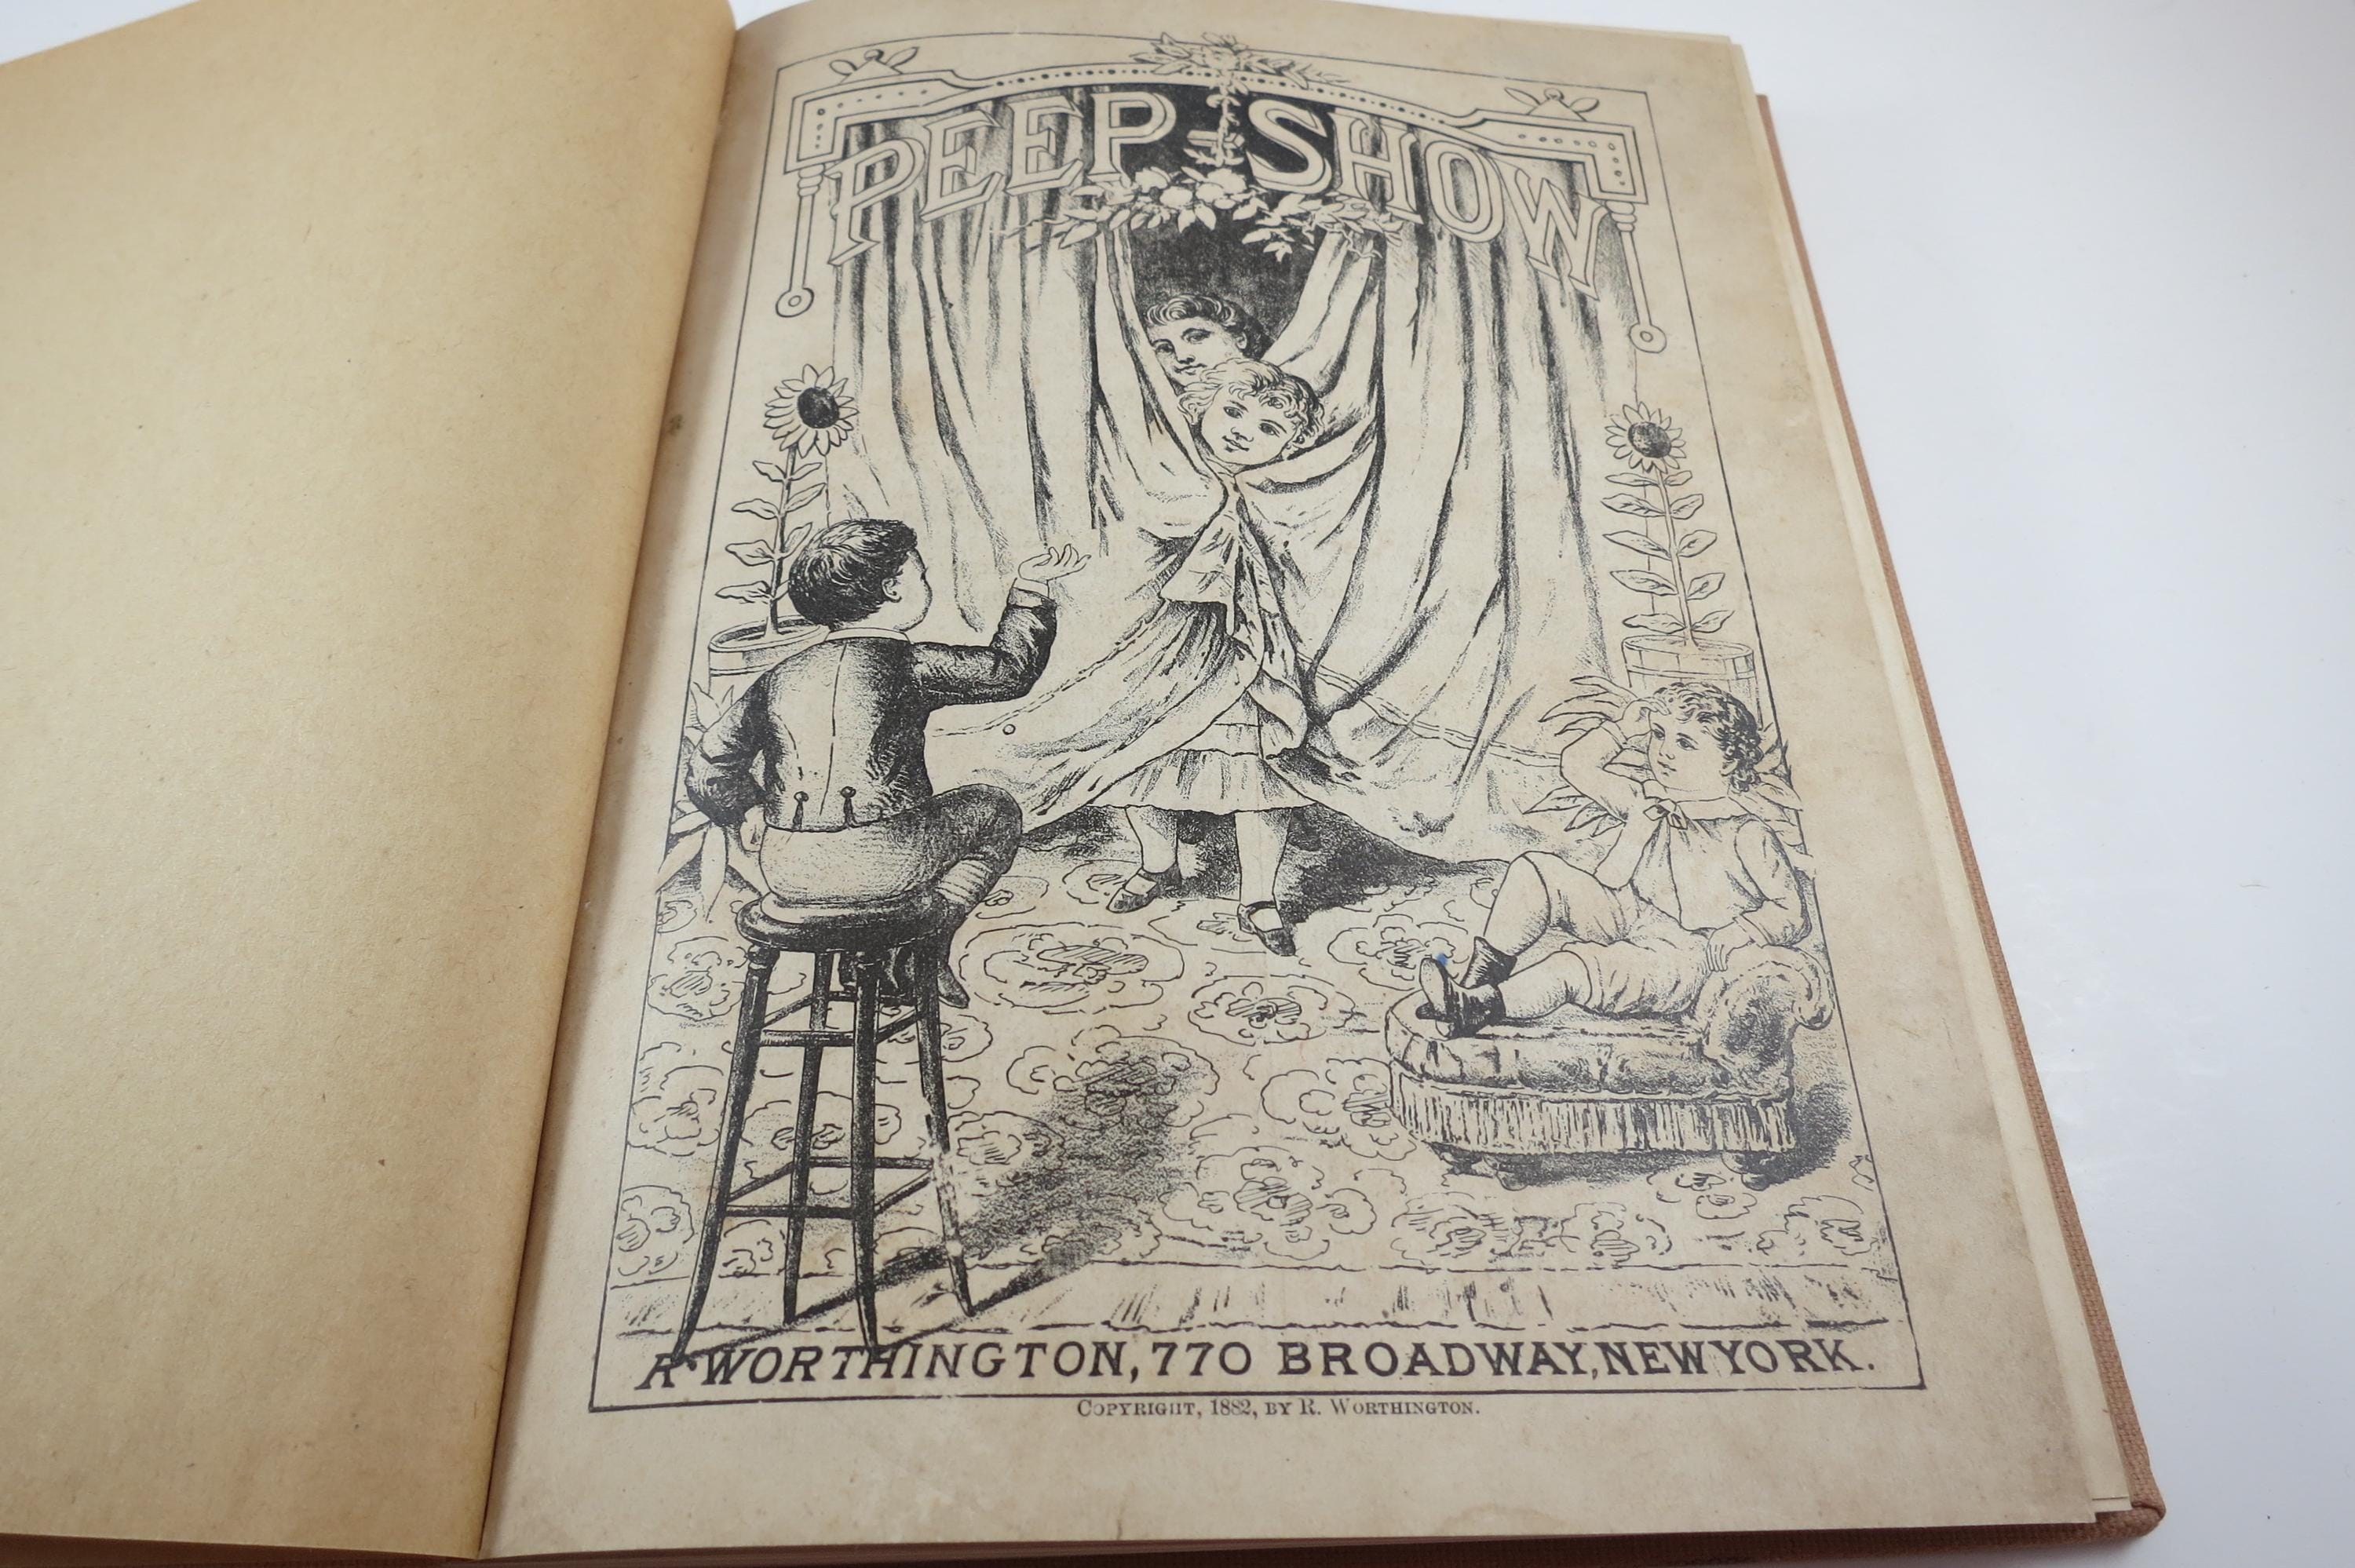 PEEP-SHOW
R. WORTHINGTON, 770 BROADWAY, NEW YORK.
COPYRIGHT, 1882, BY R. WORTHINGTON.